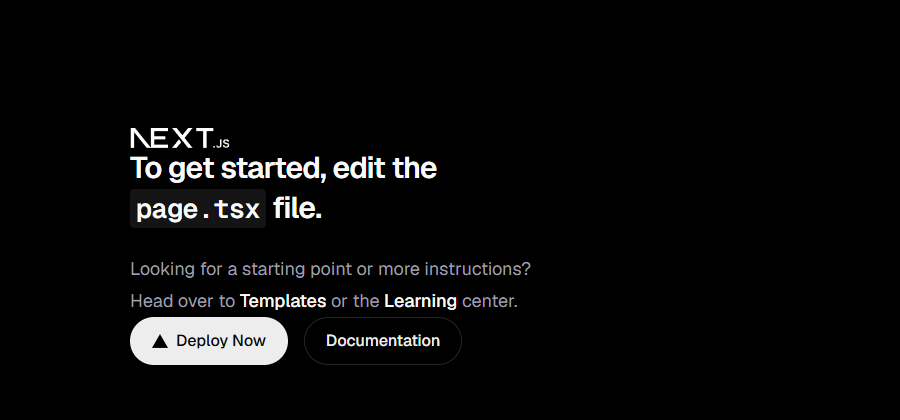 NEXT.JS
To get started, edit the
page.tsx file.
Looking for a starting point or more instructions?
Head over to Templates or the Learning center.
Deploy Now Documentation